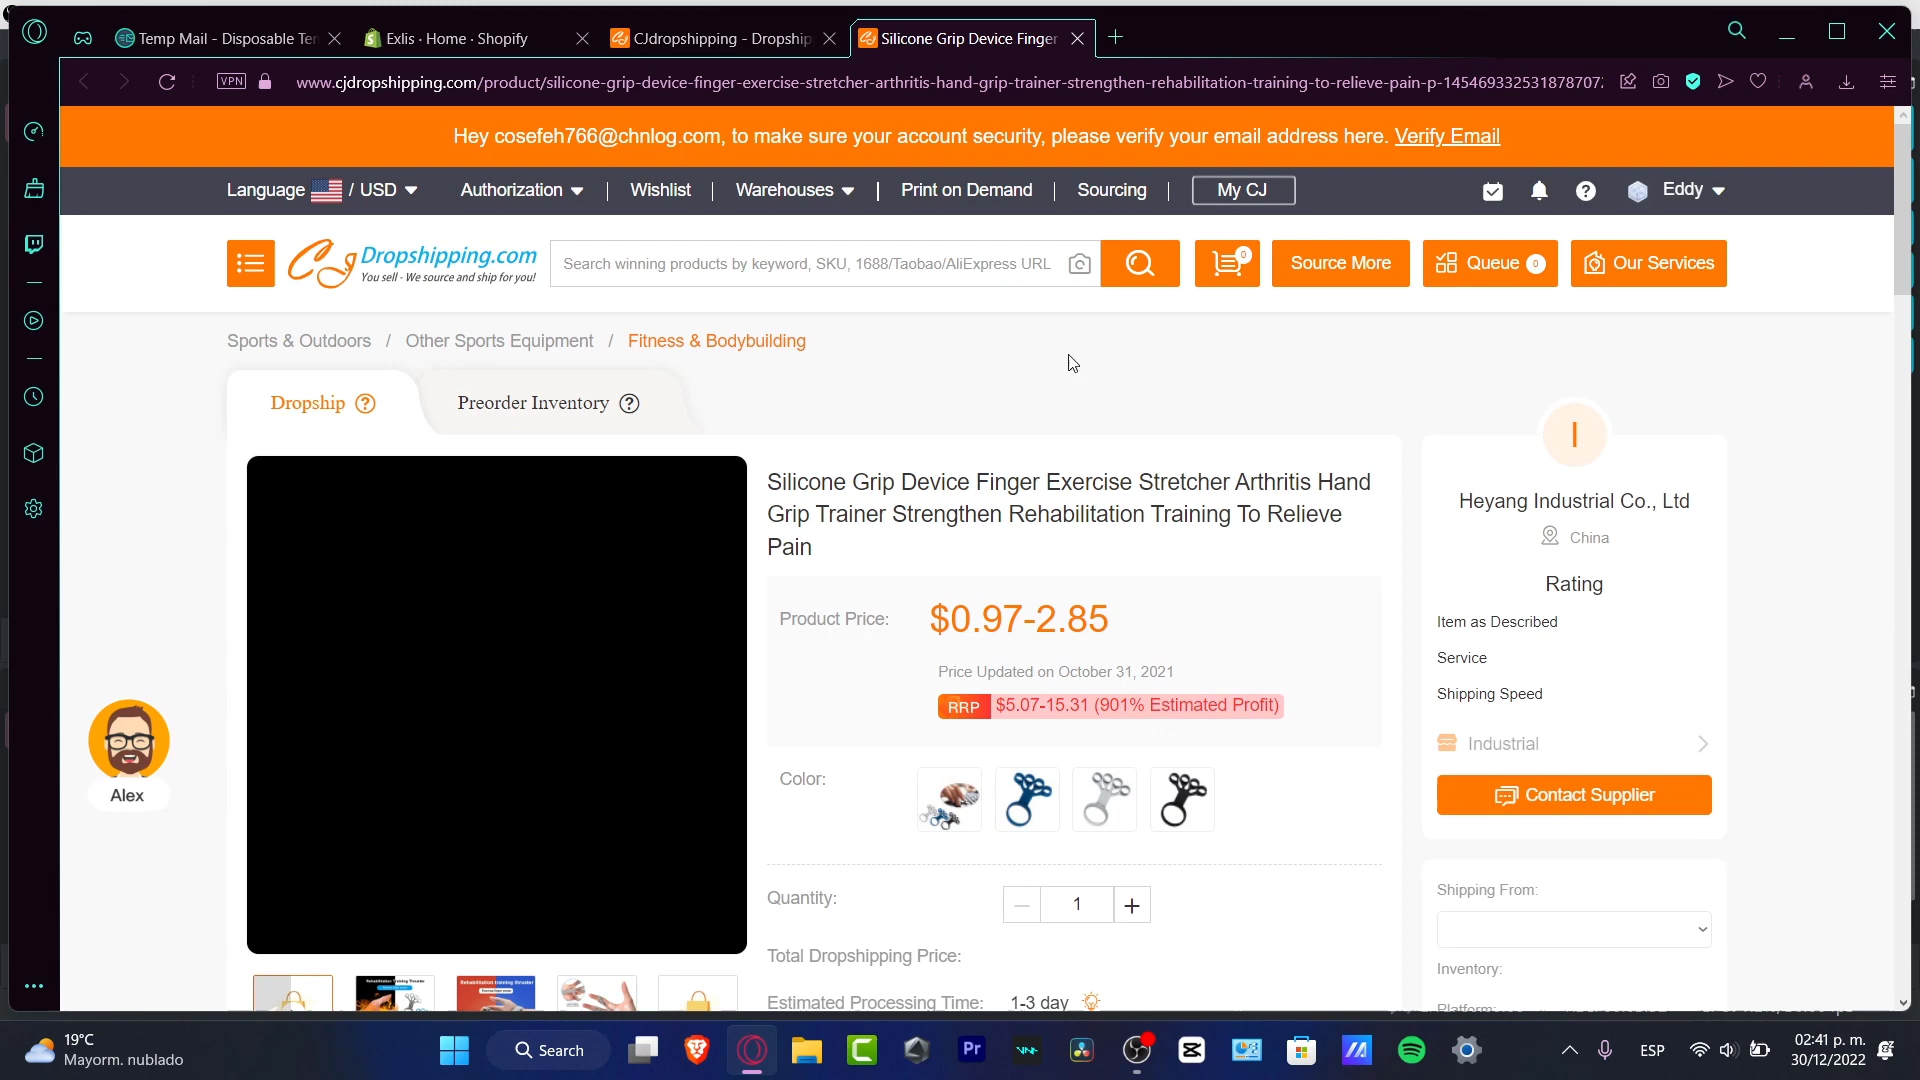 Temp Mail - Disposable Ter
Exlis · Home · Shopify
CJdropshipping - Dropship
Silicone Grip Device Finger
VPN
www.cjdropshipping.com/product/silicone-grip-device-finger-exercise-stretcher-arthritis-hand-grip-trainer-strengthen-rehabilitation-training-to-relieve-pain-p-1454693325318787072
Hey cosefeh766@chnlog.com, to make sure your account security, please verify your email address here. Verify Email
Language / USD
Authorization
Wishlist
Warehouses
Print on Demand
Sourcing
My CJ
Eddy
CJ Dropshipping.com
You sell - We source and ship for you!
Search winning products by keyword, SKU, 1688/Taobao/AliExpress URL
0
Source More
Queue 0
Our Services
Sports & Outdoors / Other Sports Equipment / Fitness & Bodybuilding
Dropship ?
Preorder Inventory ?
Silicone Grip Device Finger Exercise Stretcher Arthritis Hand
Grip Trainer Strengthen Rehabilitation Training To Relieve
Pain
Product Price: $0.97-2.85
Price Updated on October 31, 2021
RRP $5.07-15.31 (901% Estimated Profit)
Color:
Quantity: 1
Total Dropshipping Price:
Estimated Processing Time: 1-3 day
I
Heyang Industrial Co., Ltd
China
Rating
Item as Described
Service
Shipping Speed
Industrial
Contact Supplier
Shipping From:
Inventory:
Platform:
Alex
19°C
Mayorm. nublado
Search
Pr
ESP
02:41 p. m.
30/12/2022